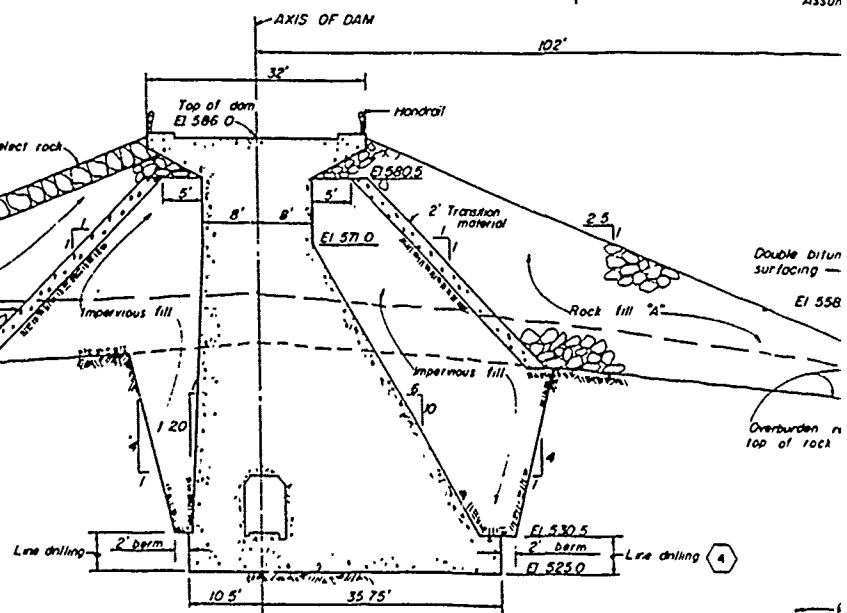 Assum
AXIS OF DAM
102'
32'
Top of dam
El 586.0
Handrail
elect rock
El 580.5
5'
5'
8'
8'
2' Transition
material
2.5
1
1
1
1
1
El 571.0
Double bitum
surfacing
El 558.
Impervious fill
Rock fill "A"
Impervious fill
6
10
1:20
4
1
4
1
Overburden
top of rock
El 530.5
Line drilling
2' berm
2' berm
Line drilling
4
El 525.0
10.5'
35.75'